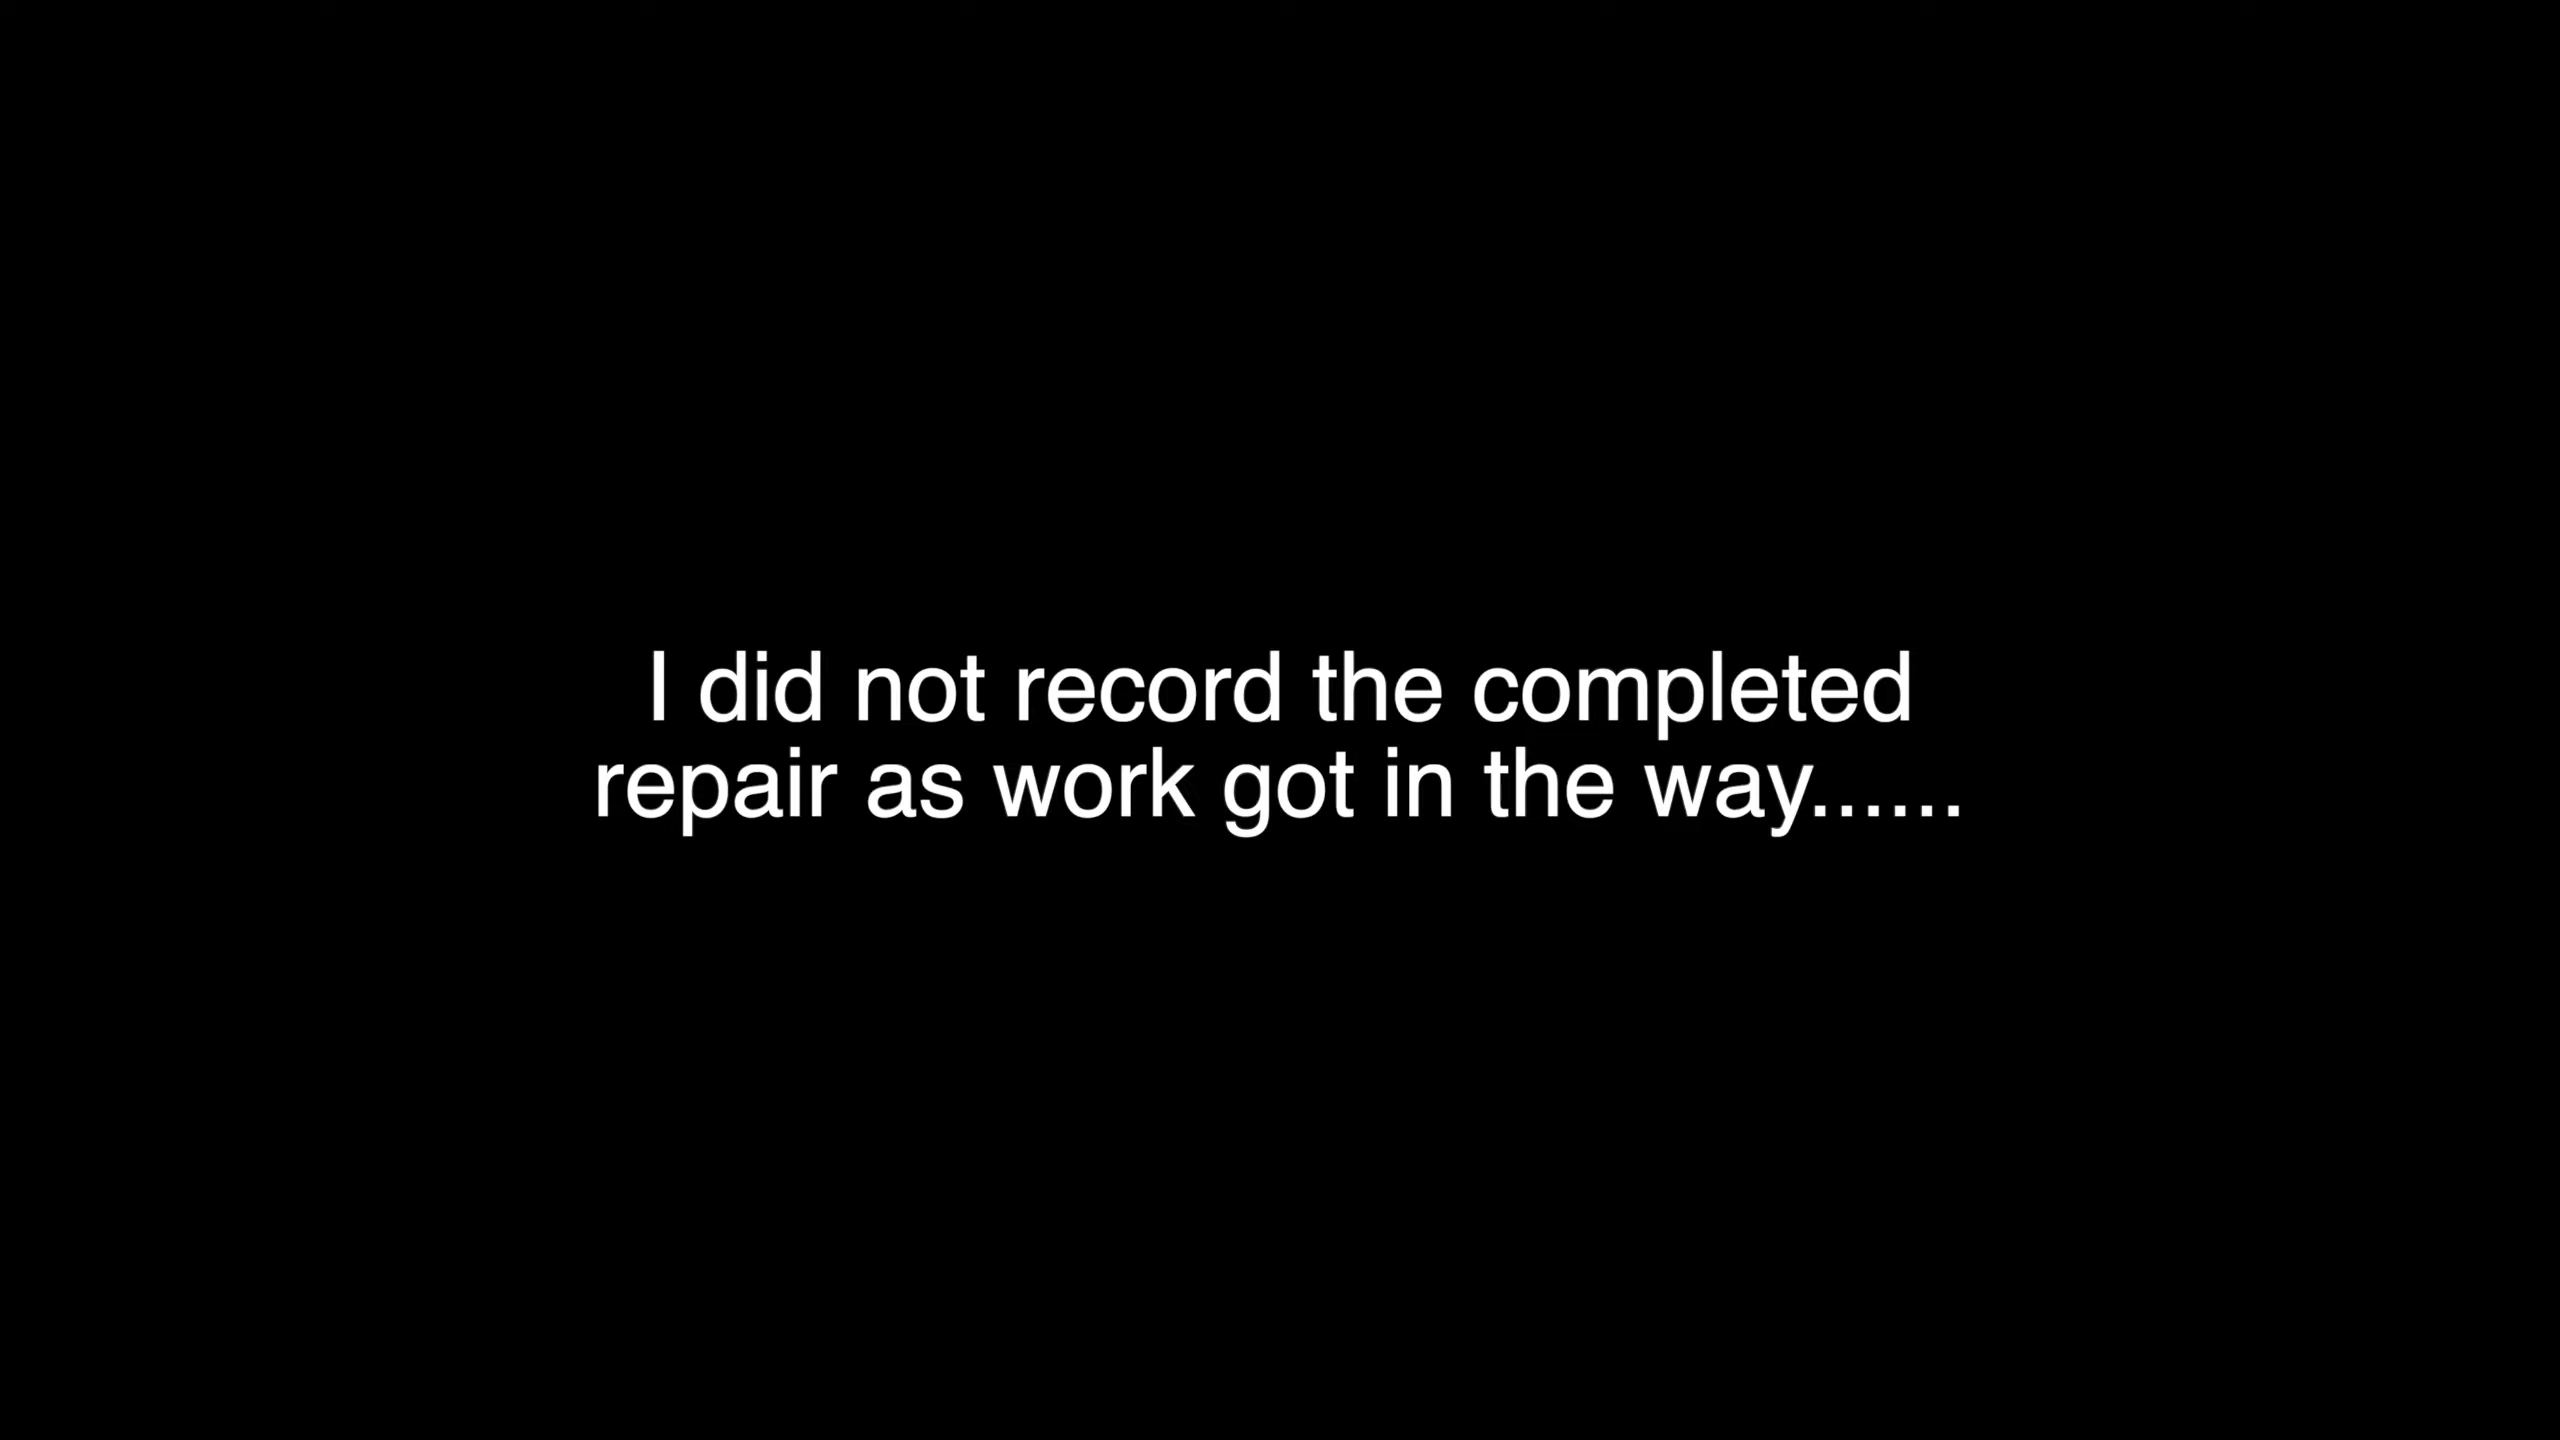 I did not record the completed
repair as work got in the way......